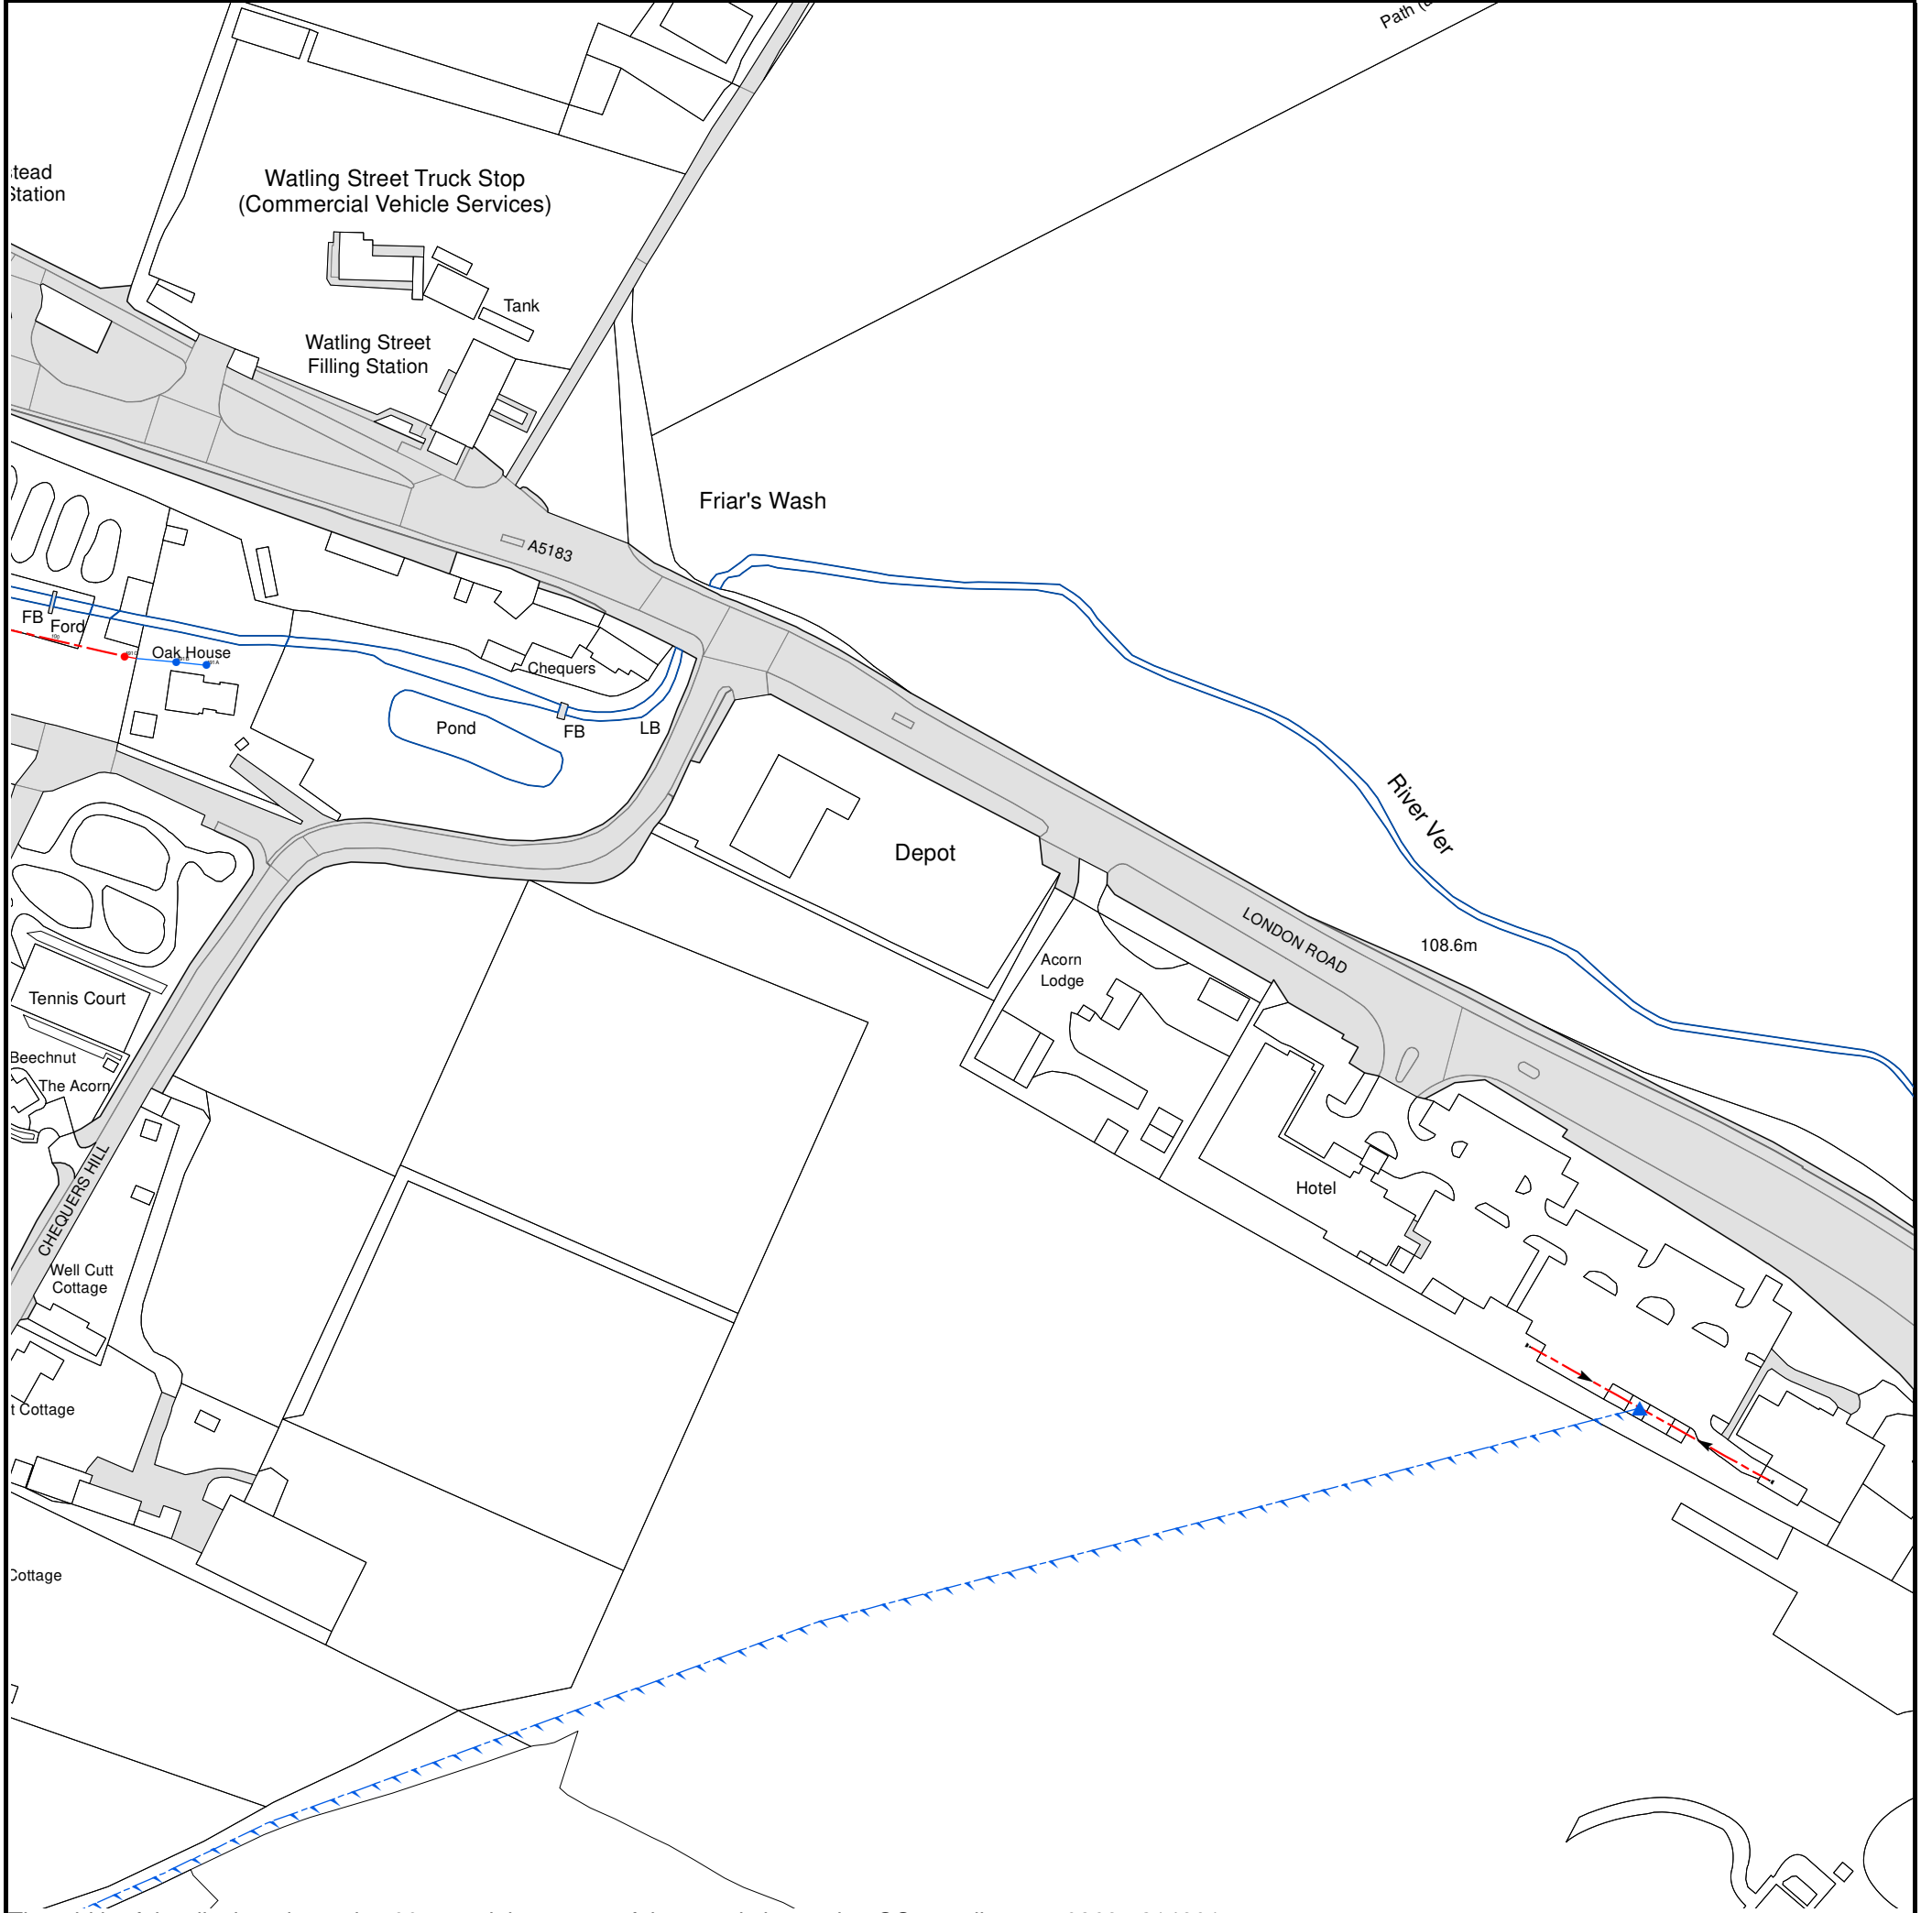 Path (
stead
Station
Watling Street Truck Stop
(Commercial Vehicle Services)
Tank
Watling Street
Filling Station
Friar's Wash
A5183
FB
Ford
Oak House
Chequers
Pond
FB
LB
River Ver
Depot
LONDON ROAD
108.6m
Acorn
Lodge
Tennis Court
Beechnut
The Acorn
CHEQUERS HILL
Hotel
Well Cutt
Cottage
t Cottage
Cottage